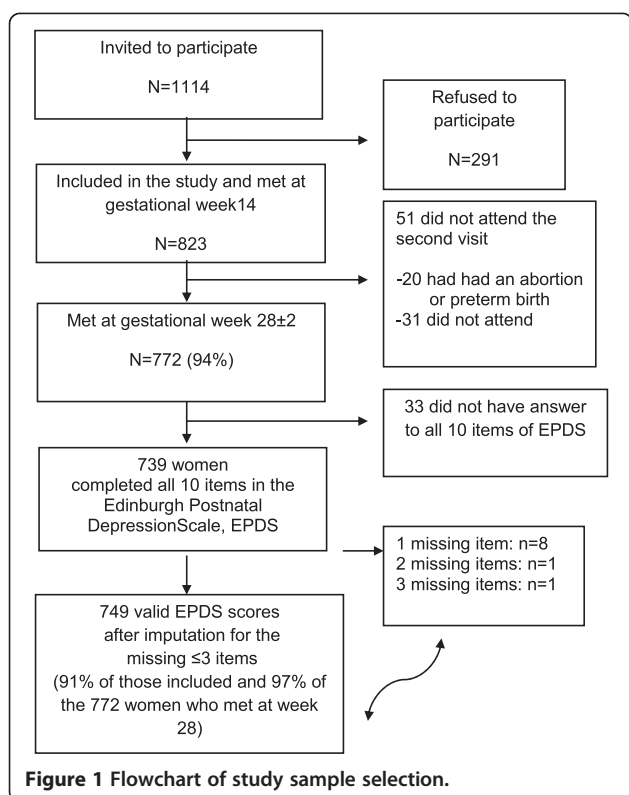 Invited to participate
N=1114
Refused to
participate
N=291
Included in the study and met at
gestational week14
N=823
51 did not attend the
second visit
-20 had had an abortion
or preterm birth
-31 did not attend
Met at gestational week 28±2
N=772 (94%)
33 did not have answer
to all 10 items of EPDS
739 women
completed all 10 items in the
Edinburgh Postnatal
DepressionScale, EPDS
1 missing item: n=8
2 missing items: n=1
3 missing items: n=1
749 valid EPDS scores
after imputation for the
missing ≤3 items
(91% of those included and 97% of
the 772 women who met at week
28)
Figure 1 Flowchart of study sample selection.